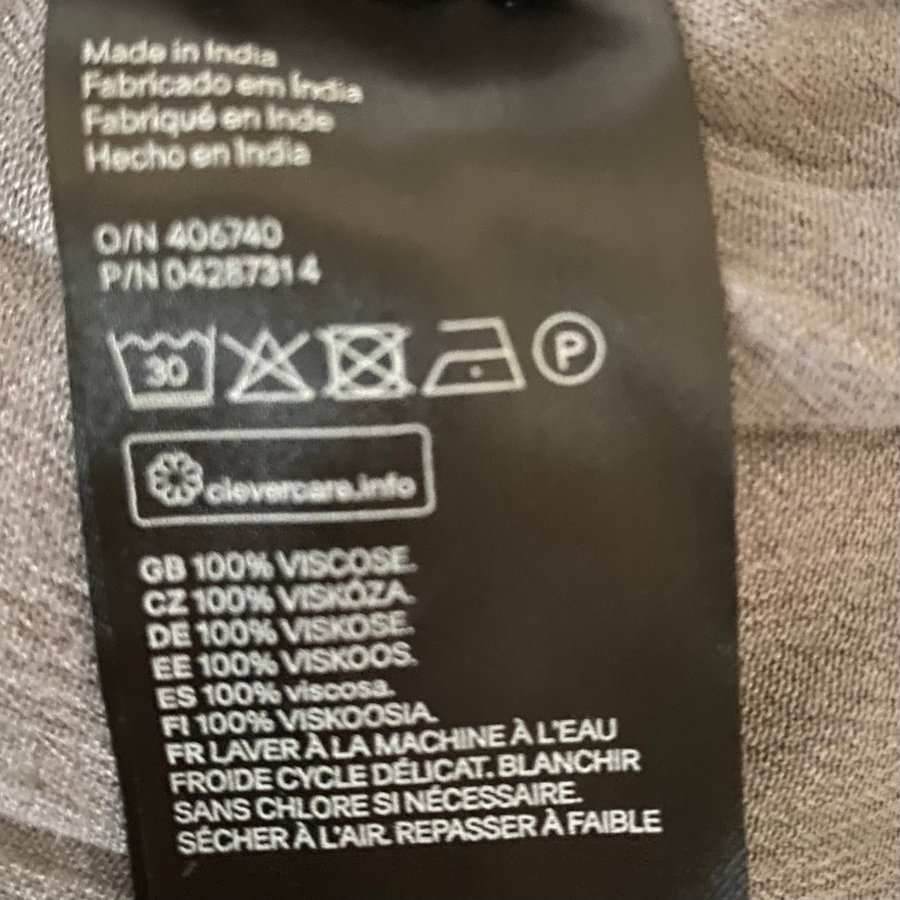 Made in India
Fabricado em Índia
Fabriqué en Inde
Hecho en India
O/N 406740
P/N 04287314
30
P
clevercare.info
GB 100% VISCOSE.
CZ 100% VISKÓZA.
DE 100% VISKOSE.
EE 100% VISKOOS.
ES 100% viscosa.
FI 100% VISKOOSIA.
FR LAVER À LA MACHINE À L'EAU
FROIDE CYCLE DÉLICAT. BLANCHIR
SANS CHLORE SI NÉCESSAIRE.
SÉCHER À L'AIR. REPASSER À FAIBLE